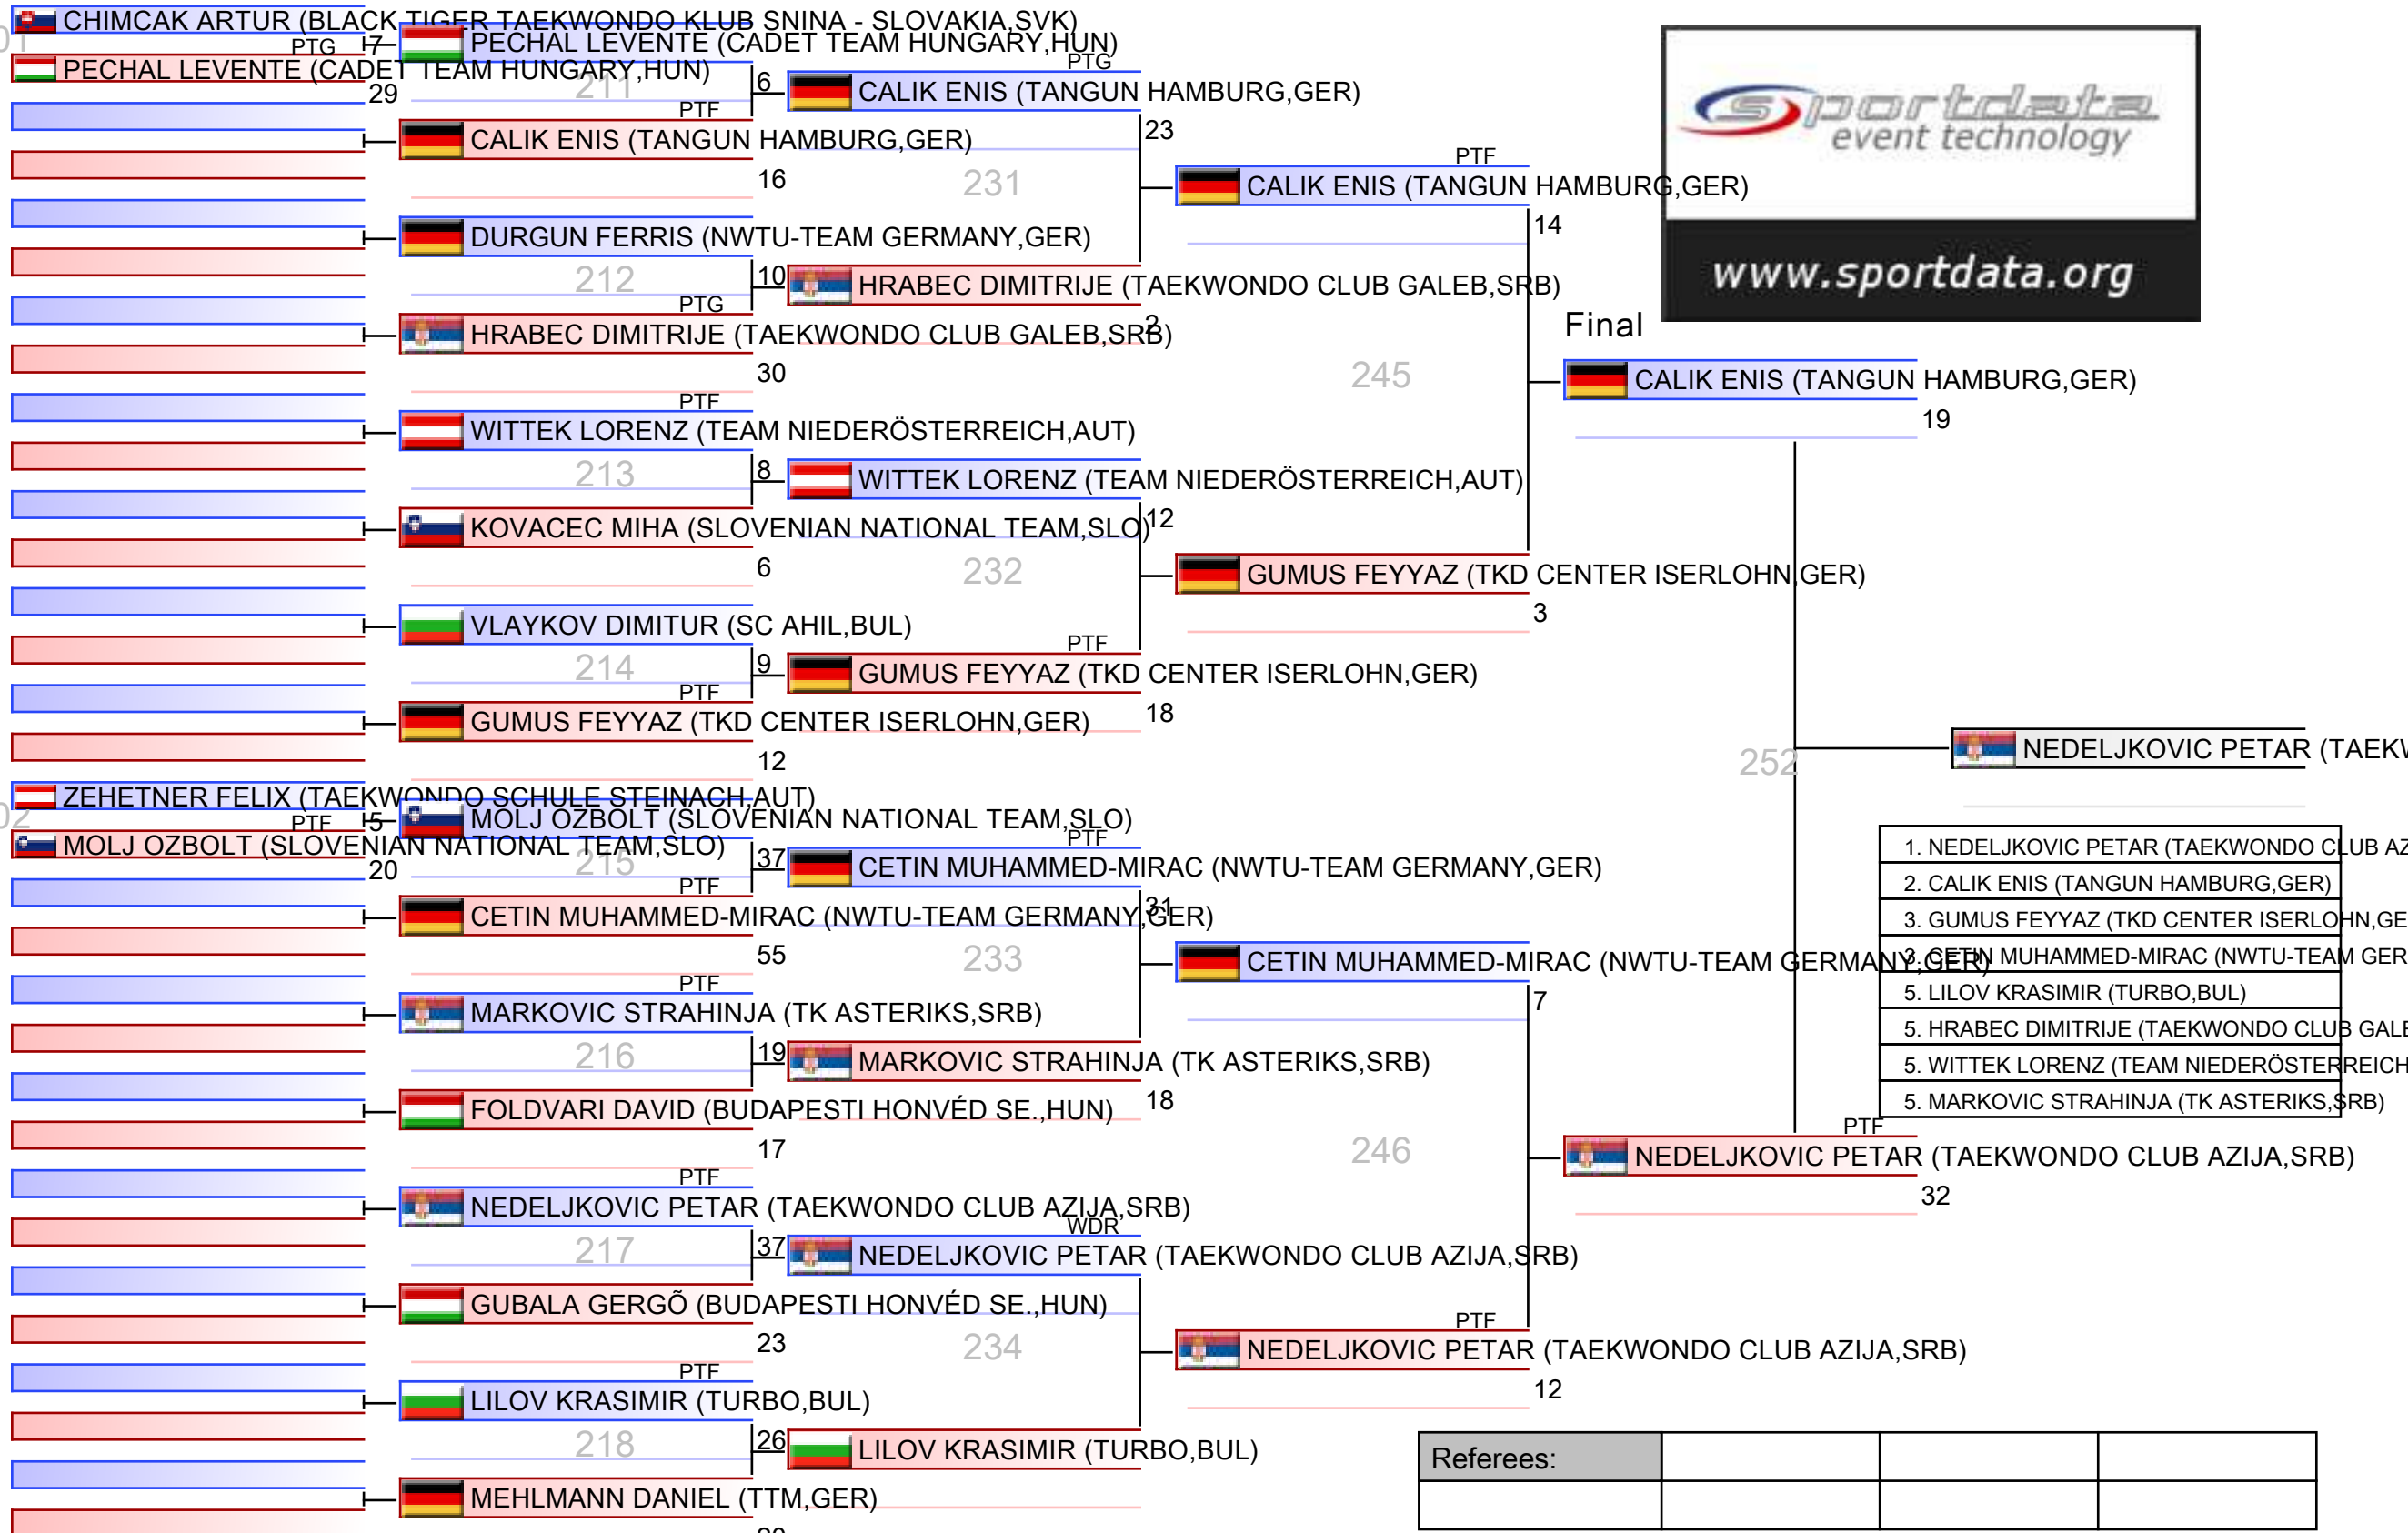 CHIMCAK ARTUR (BLACK TIGER TAEKWONDO KLUB SNINA - SLOVAKIA,SVK)
PTG 7
PECHAL LEVENTE (CADET TEAM HUNGARY,HUN)
29
PECHAL LEVENTE (CADET TEAM HUNGARY,HUN)
211
6
PTF
CALIK ENIS (TANGUN HAMBURG,GER)
16
DURGUN FERRIS (NWTU-TEAM GERMANY,GER)
212
10
PTG
HRABEC DIMITRIJE (TAEKWONDO CLUB GALEB,SRB)
30
PTF
WITTEK LORENZ (TEAM NIEDERÖSTERREICH,AUT)
213
8
KOVACEC MIHA (SLOVENIAN NATIONAL TEAM,SLO)
6
VLAYKOV DIMITUR (SC AHIL,BUL)
214
9
PTF
GUMUS FEYYAZ (TKD CENTER ISERLOHN,GER)
12
ZEHETNER FELIX (TAEKWONDO SCHULE STEINACH,AUT)
PTF 5
MOLJ OZBOLT (SLOVENIAN NATIONAL TEAM,SLO)
20
MOLJ OZBOLT (SLOVENIAN NATIONAL TEAM,SLO)
215
37
PTF
CETIN MUHAMMED-MIRAC (NWTU-TEAM GERMANY,GER)
55
PTF
MARKOVIC STRAHINJA (TK ASTERIKS,SRB)
216
19
FOLDVARI DAVID (BUDAPESTI HONVÉD SE.,HUN)
17
PTF
NEDELJKOVIC PETAR (TAEKWONDO CLUB AZIJA,SRB)
217
37
GUBALA GERGÕ (BUDAPESTI HONVÉD SE.,HUN)
23
PTF
LILOV KRASIMIR (TURBO,BUL)
218
26
MEHLMANN DANIEL (TTM,GER)
PTG
CALIK ENIS (TANGUN HAMBURG,GER)
23
231
HRABEC DIMITRIJE (TAEKWONDO CLUB GALEB,SRB)
2
WITTEK LORENZ (TEAM NIEDERÖSTERREICH,AUT)
12
232
PTF
GUMUS FEYYAZ (TKD CENTER ISERLOHN,GER)
18
PTF
CETIN MUHAMMED-MIRAC (NWTU-TEAM GERMANY,GER)
31
233
MARKOVIC STRAHINJA (TK ASTERIKS,SRB)
18
WDR
NEDELJKOVIC PETAR (TAEKWONDO CLUB AZIJA,SRB)
234
LILOV KRASIMIR (TURBO,BUL)
PTF
CALIK ENIS (TANGUN HAMBURG,GER)
14
245
GUMUS FEYYAZ (TKD CENTER ISERLOHN,GER)
3
CETIN MUHAMMED-MIRAC (NWTU-TEAM GERMANY,GER)
7
246
PTF
NEDELJKOVIC PETAR (TAEKWONDO CLUB AZIJA,SRB)
12
sportdata
event technology
www.sportdata.org
Final
CALIK ENIS (TANGUN HAMBURG,GER)
19
252
PTF
NEDELJKOVIC PETAR (TAEKWONDO CLUB AZIJA,SRB)
32
NEDELJKOVIC PETAR
1. NEDELJKOVIC PETAR (TAEKWONDO CLUB
2. CALIK ENIS (TANGUN HAMBURG,GER)
3. GUMUS FEYYAZ (TKD CENTER ISERLOHN,GE
3. CETIN MUHAMMED-MIRAC (NWTU-TEAM GER
5. LILOV KRASIMIR (TURBO,BUL)
5. HRABEC DIMITRIJE (TAEKWONDO CLUB
5. WITTEK LORENZ (TEAM NIEDERÖSTERREICH
5. MARKOVIC STRAHINJA (TK ASTERIKS,SRB)
Referees: